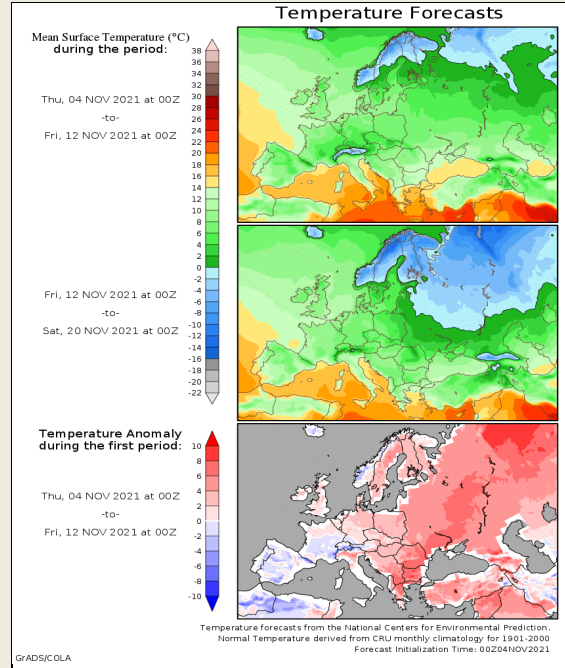 Temperature Forecasts
Mean Surface Temperature (°C)
during the period:
Thu, 04 NOV 2021 at 00Z
-to-
Fri, 12 NOV 2021 at 00Z
38
36
34
32
30
28
26
24
22
20
18
16
14
12
10
8
6
4
2
0
-2
-4
-6
-8
-10
-12
-14
-16
-18
-20
-22
Fri, 12 NOV 2021 at 00Z
-to-
Sat, 20 NOV 2021 at 00Z
Temperature Anomaly
during the first period:
Thu, 04 NOV 2021 at 00Z
-to-
Fri, 12 NOV 2021 at 00Z
10
8
6
4
2
0
-2
-4
-6
-8
-10
Temperature forecasts from the National Centers for Environmental Prediction.
Normal Temperature derived from CRU monthly climatology for 1901-2000
Forecast Initialization Time: 00Z04NOV2021
GrADS/COLA